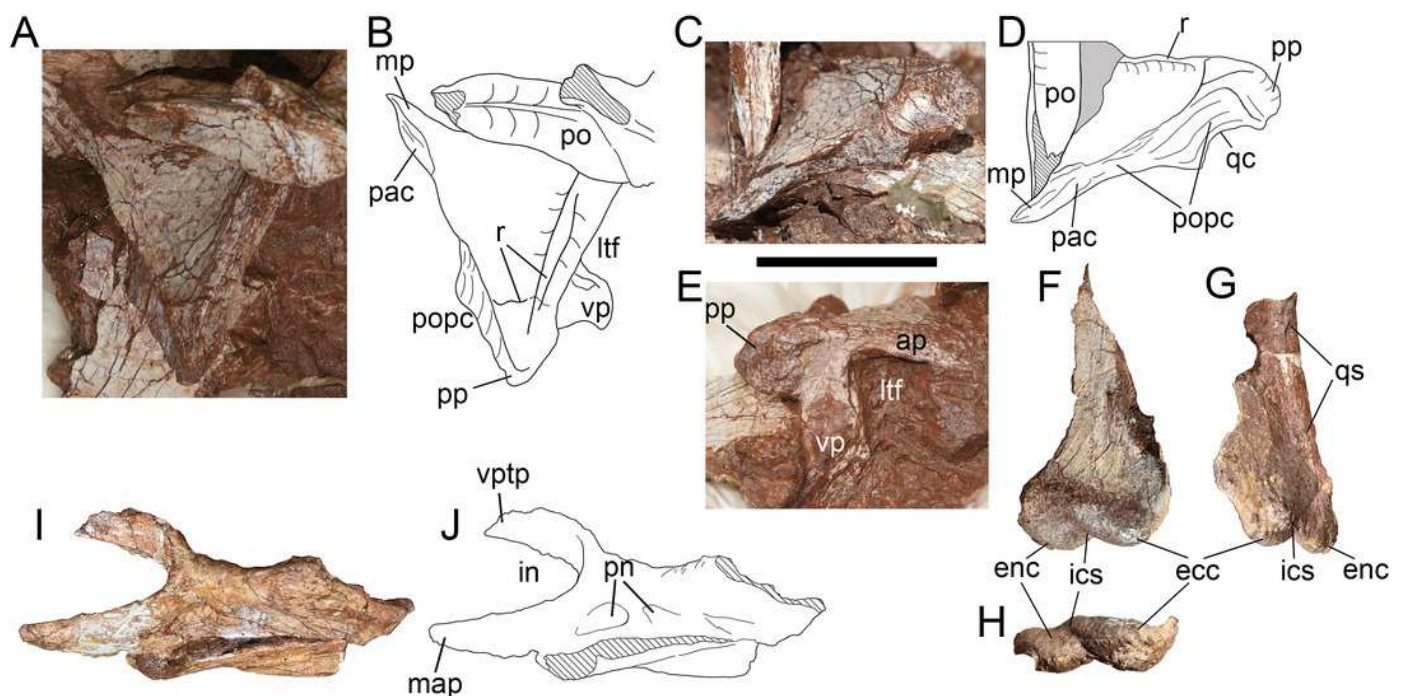 A
B
mp
po
pac
r
ltf
popc
vp
pp
C
D
r
pp
po
mp
qc
pac
popc
E
pp
ap
ltf
vp
F
G
qs
enc
ics
ecc
ics
enc
H
I
J
vptp
in
pn
map